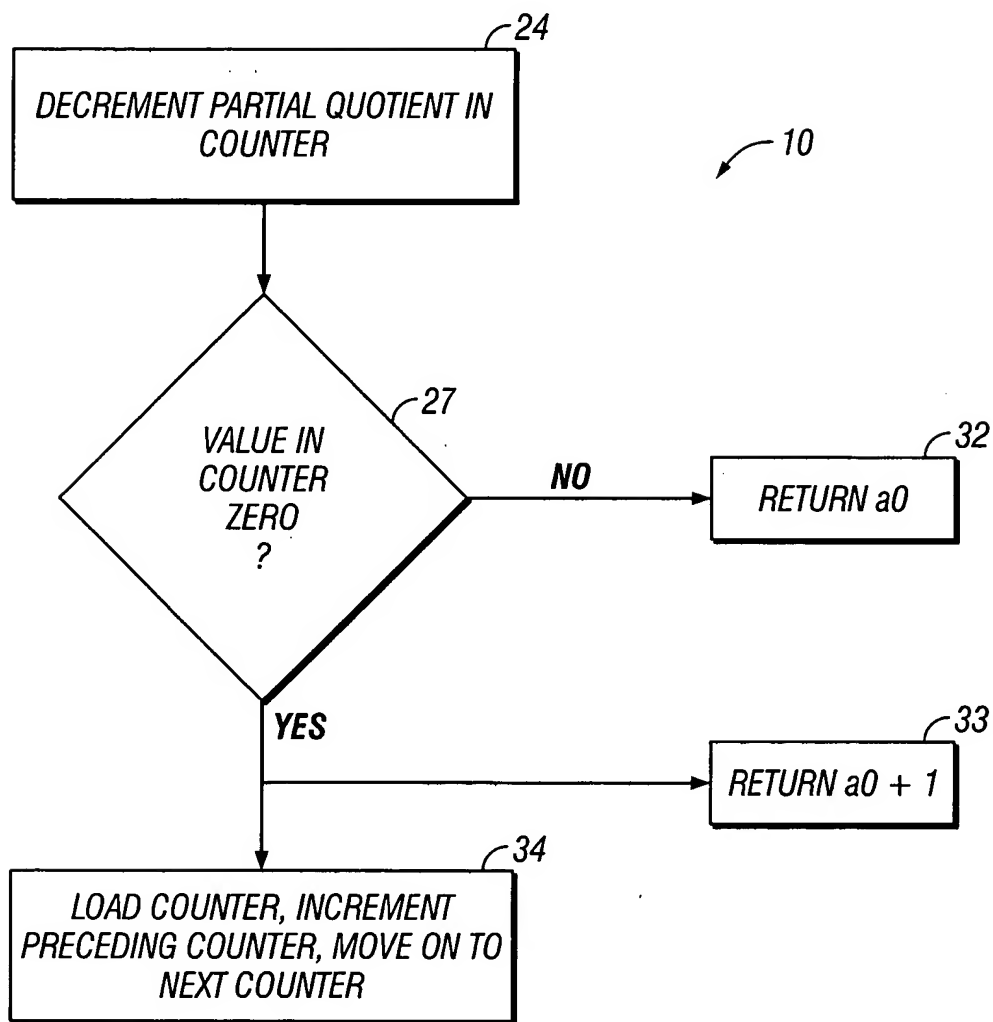 24
DECREMENT PARTIAL QUOTIENT IN
COUNTER
10
27
VALUE IN
COUNTER
ZERO
?
NO
32
RETURN a0
YES
33
RETURN a0 + 1
34
LOAD COUNTER, INCREMENT
PRECEDING COUNTER, MOVE ON TO
NEXT COUNTER